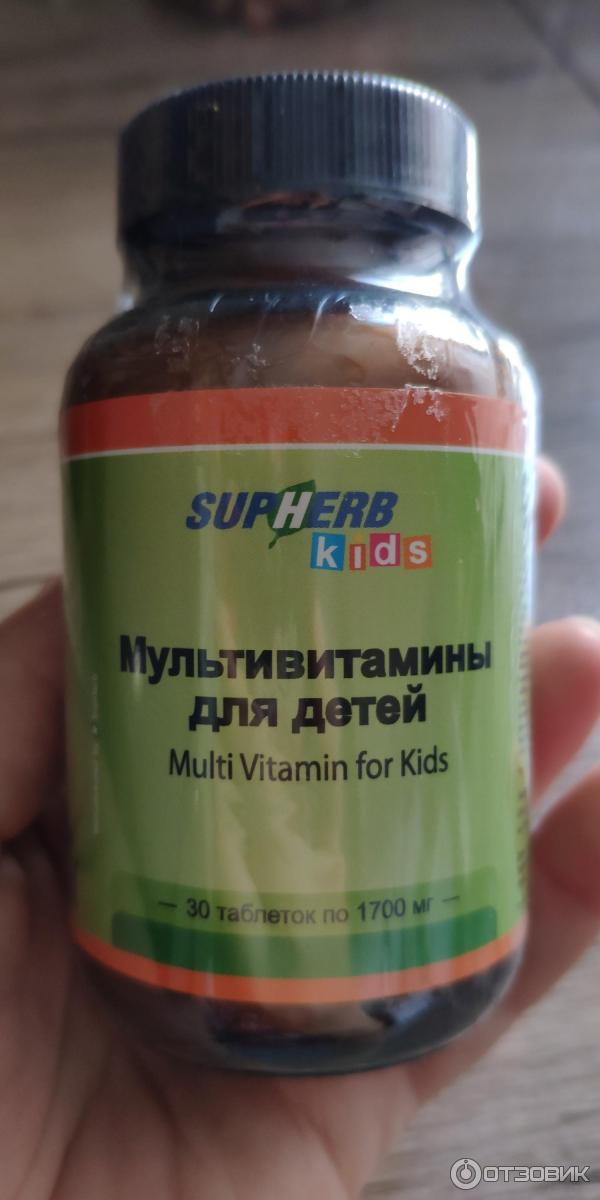 SUPHERB
kids
Мультивитамины
для детей
Multi Vitamin for Kids
— 30 таблеток по 1700 мг —
ОТЗОВИК